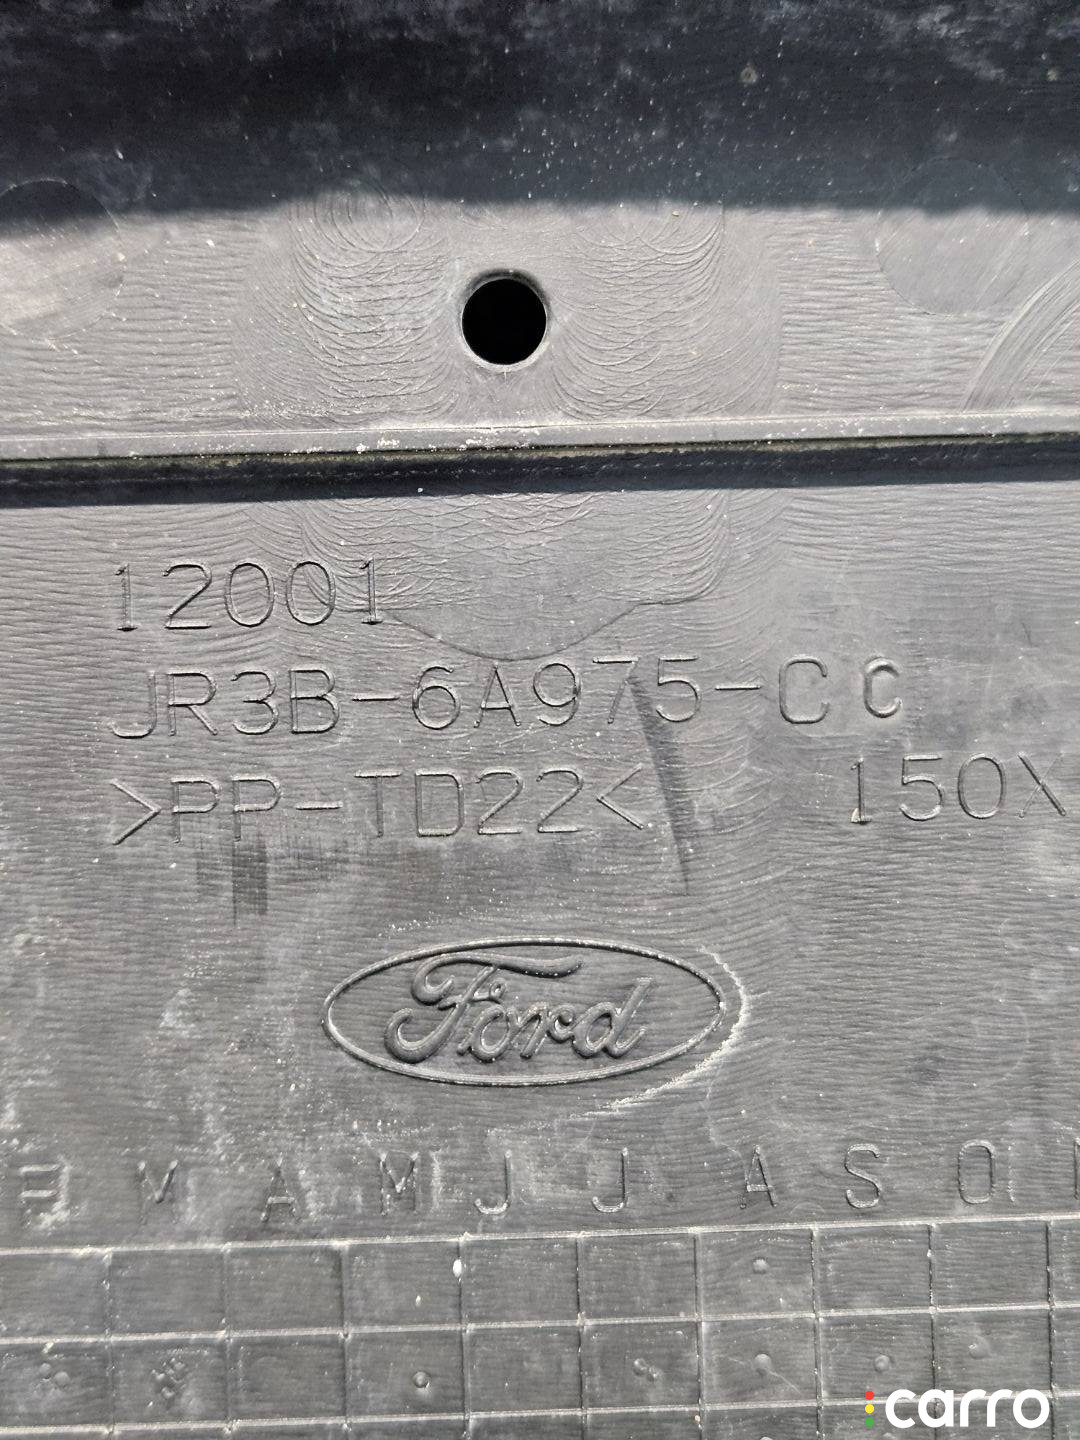 12001
JR3B-6A975-CC
>PP-TD22< 150X
Ford
F M A M J J A S O
carro